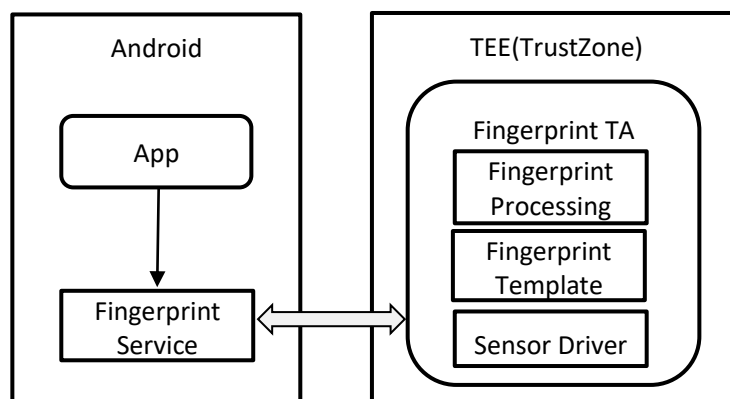 Android
App
Fingerprint
Service
TEE(TrustZone)
Fingerprint TA
Fingerprint
Processing
Fingerprint
Template
Sensor Driver